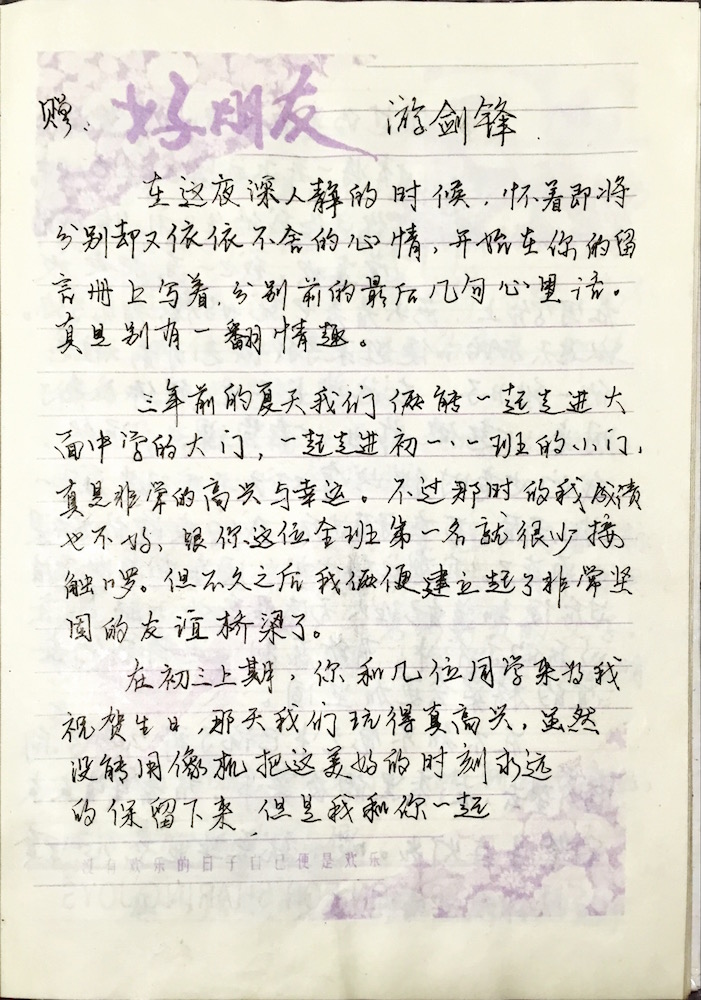 赠: 好朋友 游剑锋
在这夜深人静的时候,怀着即将
分别却又依依不舍的心情,开始在你的留
言册上写着,分别前的最后几句心里话。
真是别有一翻情趣。
三年前的夏天我们俩能一起走进大
面中学的大门,一起走进初一、一班的小门,
真是非常的高兴与幸运。不过那时的我成绩
也不好、跟你这位全班第一名就很少接
触啰。但不久之后我俩便建立起了非常坚
固的友谊桥梁了。
在初三上期,你和几位同学来为我
祝贺生日,那天我们玩得真高兴,虽然
没能用像机把这美好的时刻永远
的保留下来,但是我和你一起
没有欢乐的日子自己便是欢乐